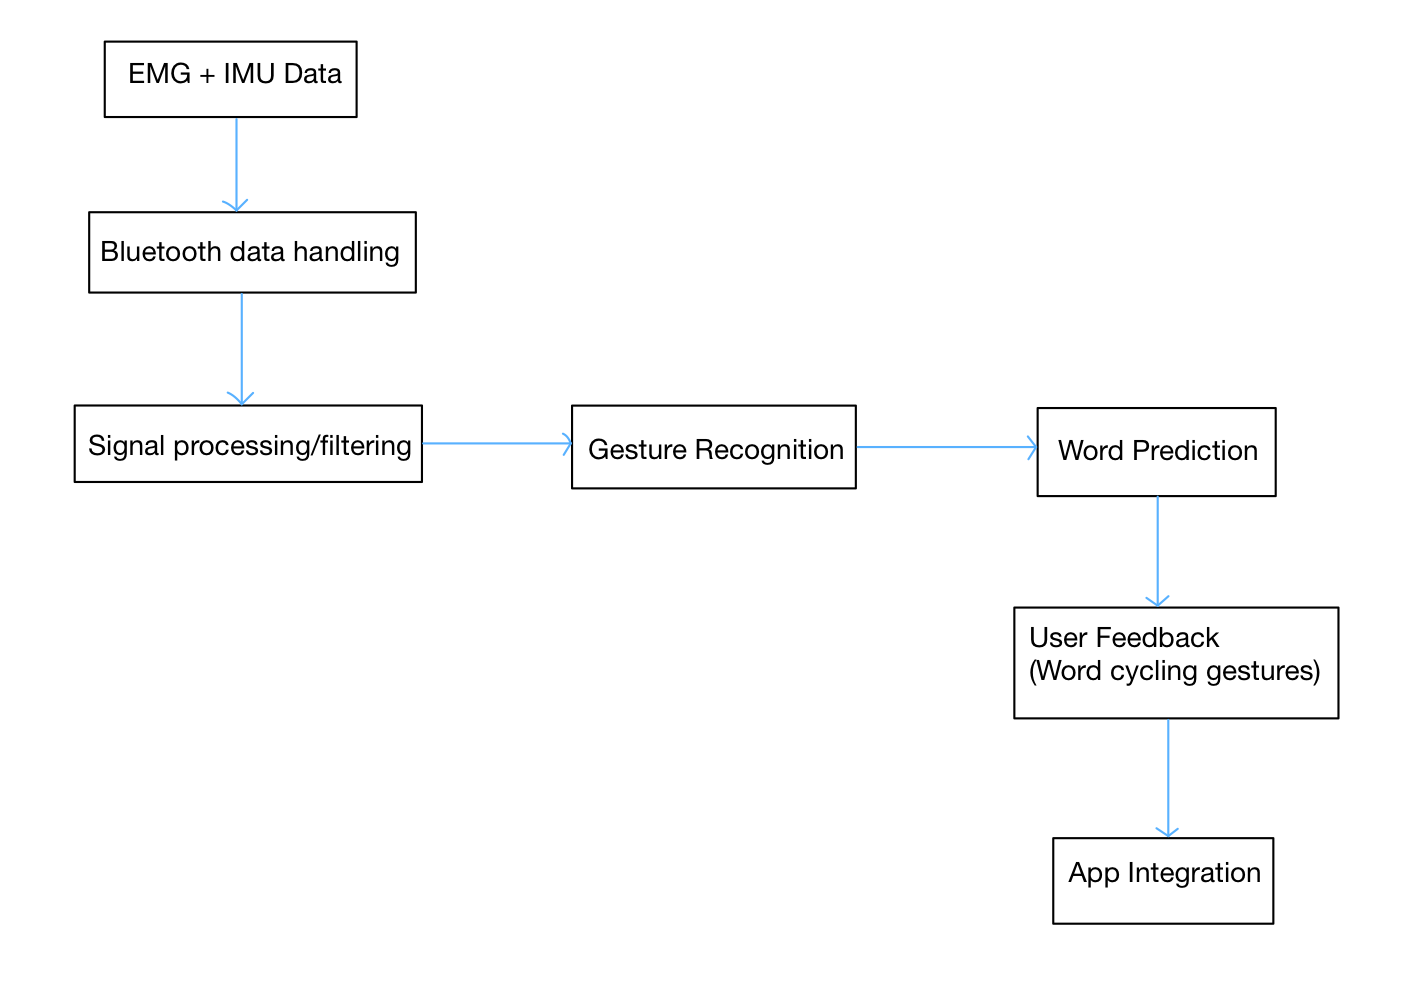 EMG + IMU Data
Bluetooth data handling
Signal processing/filtering
Gesture Recognition
Word Prediction
User Feedback
(Word cycling gestures)
App Integration